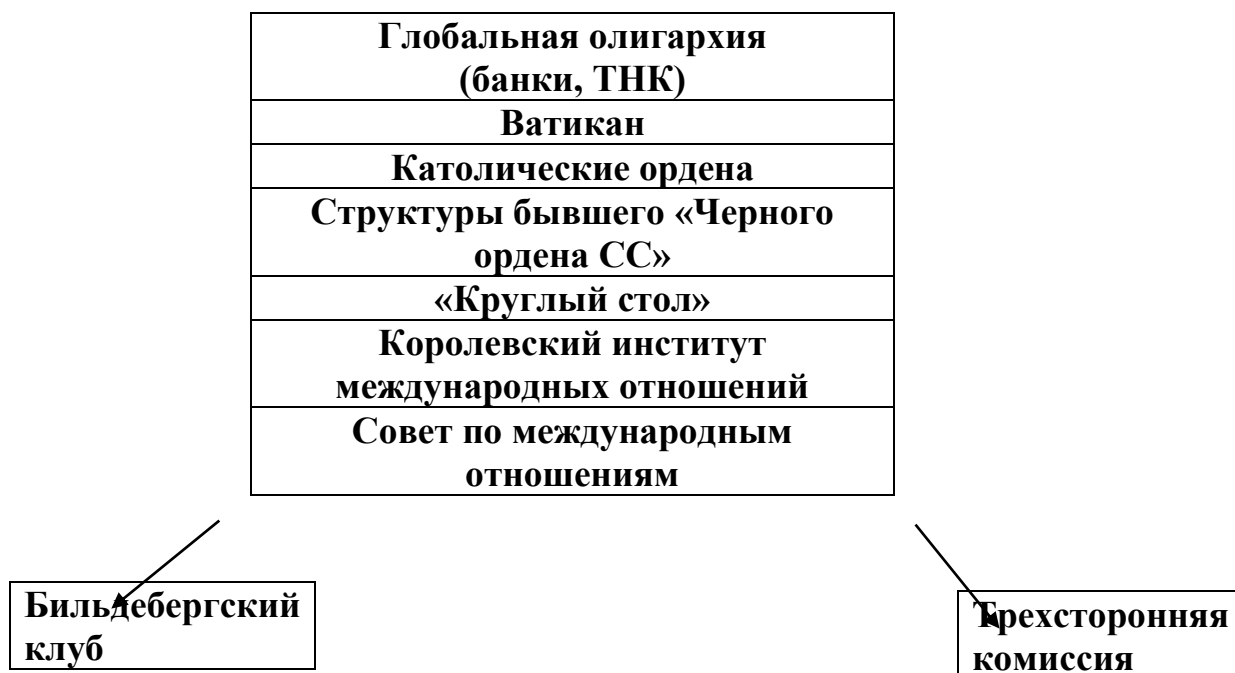 Глобальная олигархия
(банки, ТНК)
Ватикан
Католические ордена
Структуры бывшего «Черного
ордена СС»
«Круглый стол»
Королевский институт
международных отношений
Совет по международным
отношениям
Бильдебергский
клуб
Трехсторонняя
комиссия